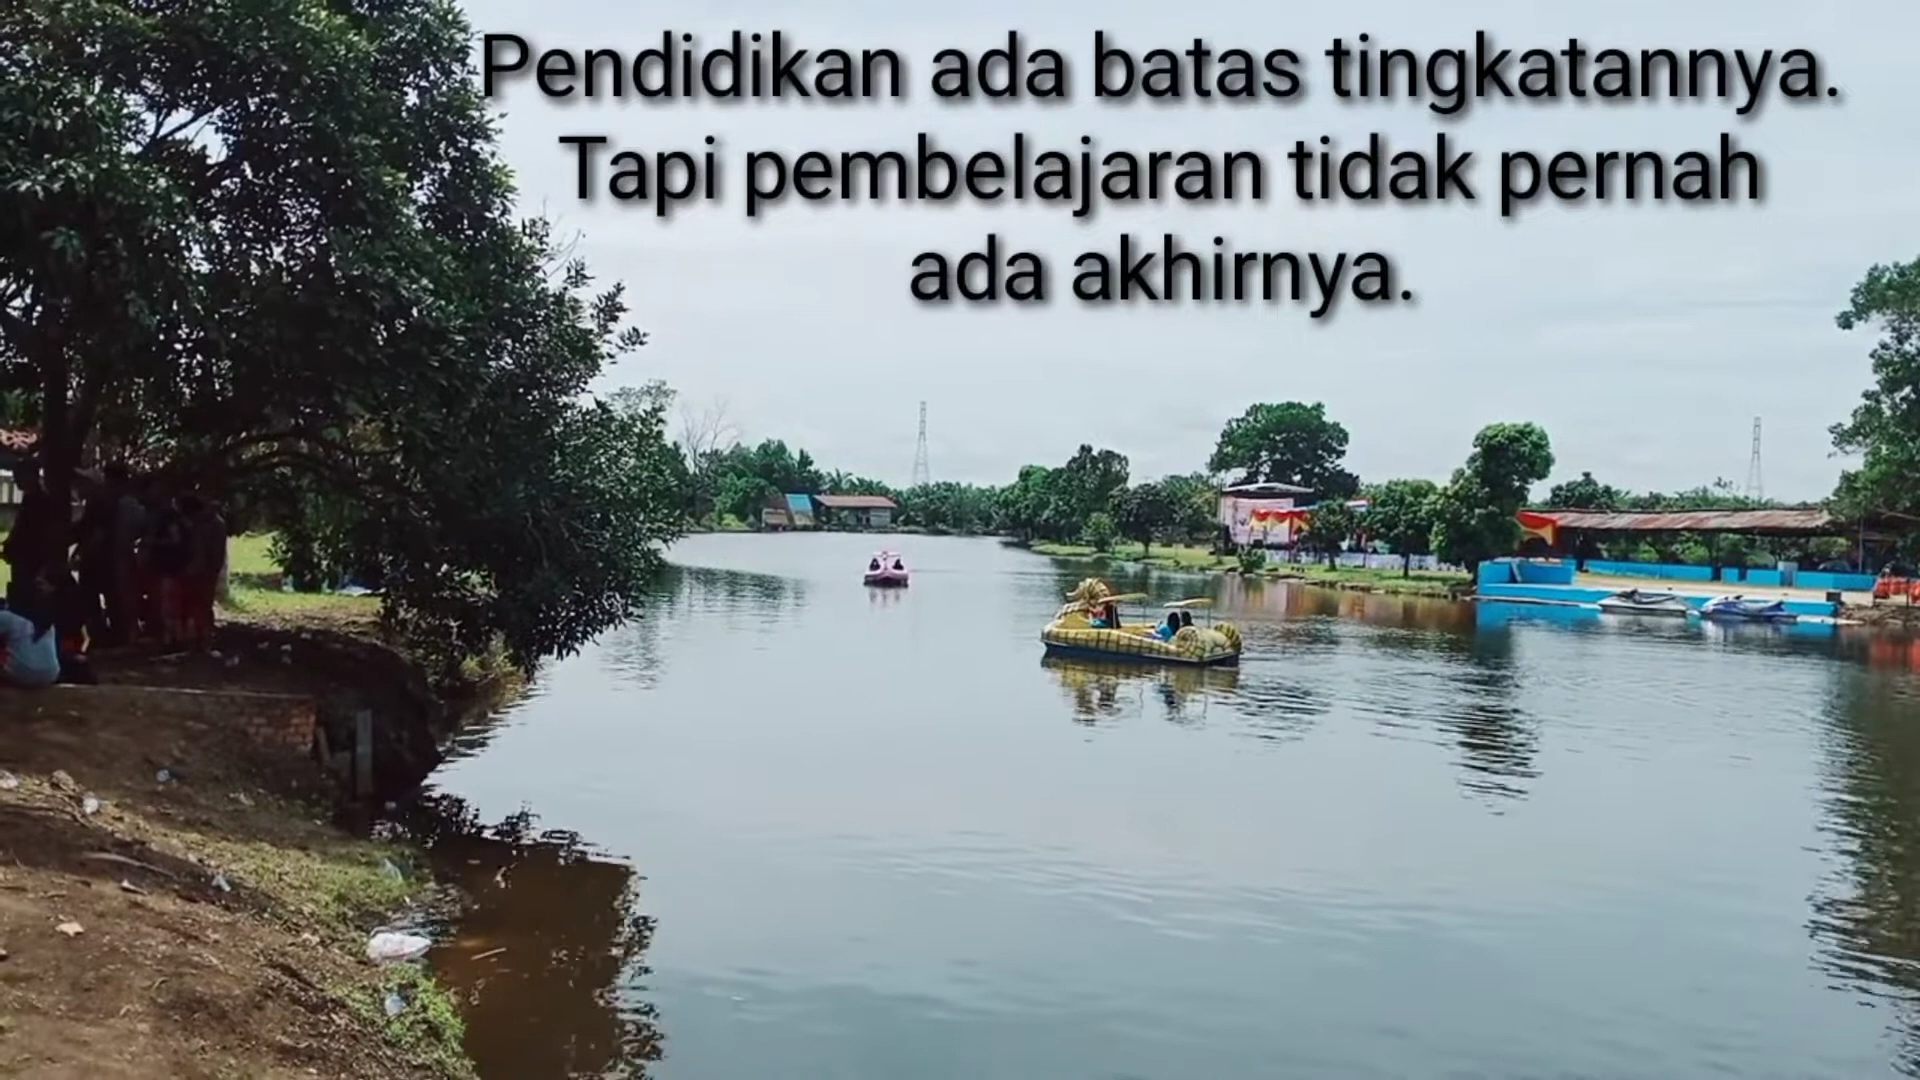 Pendidikan ada batas tingkatannya.
Tapi pembelajaran tidak pernah
ada akhirnya.